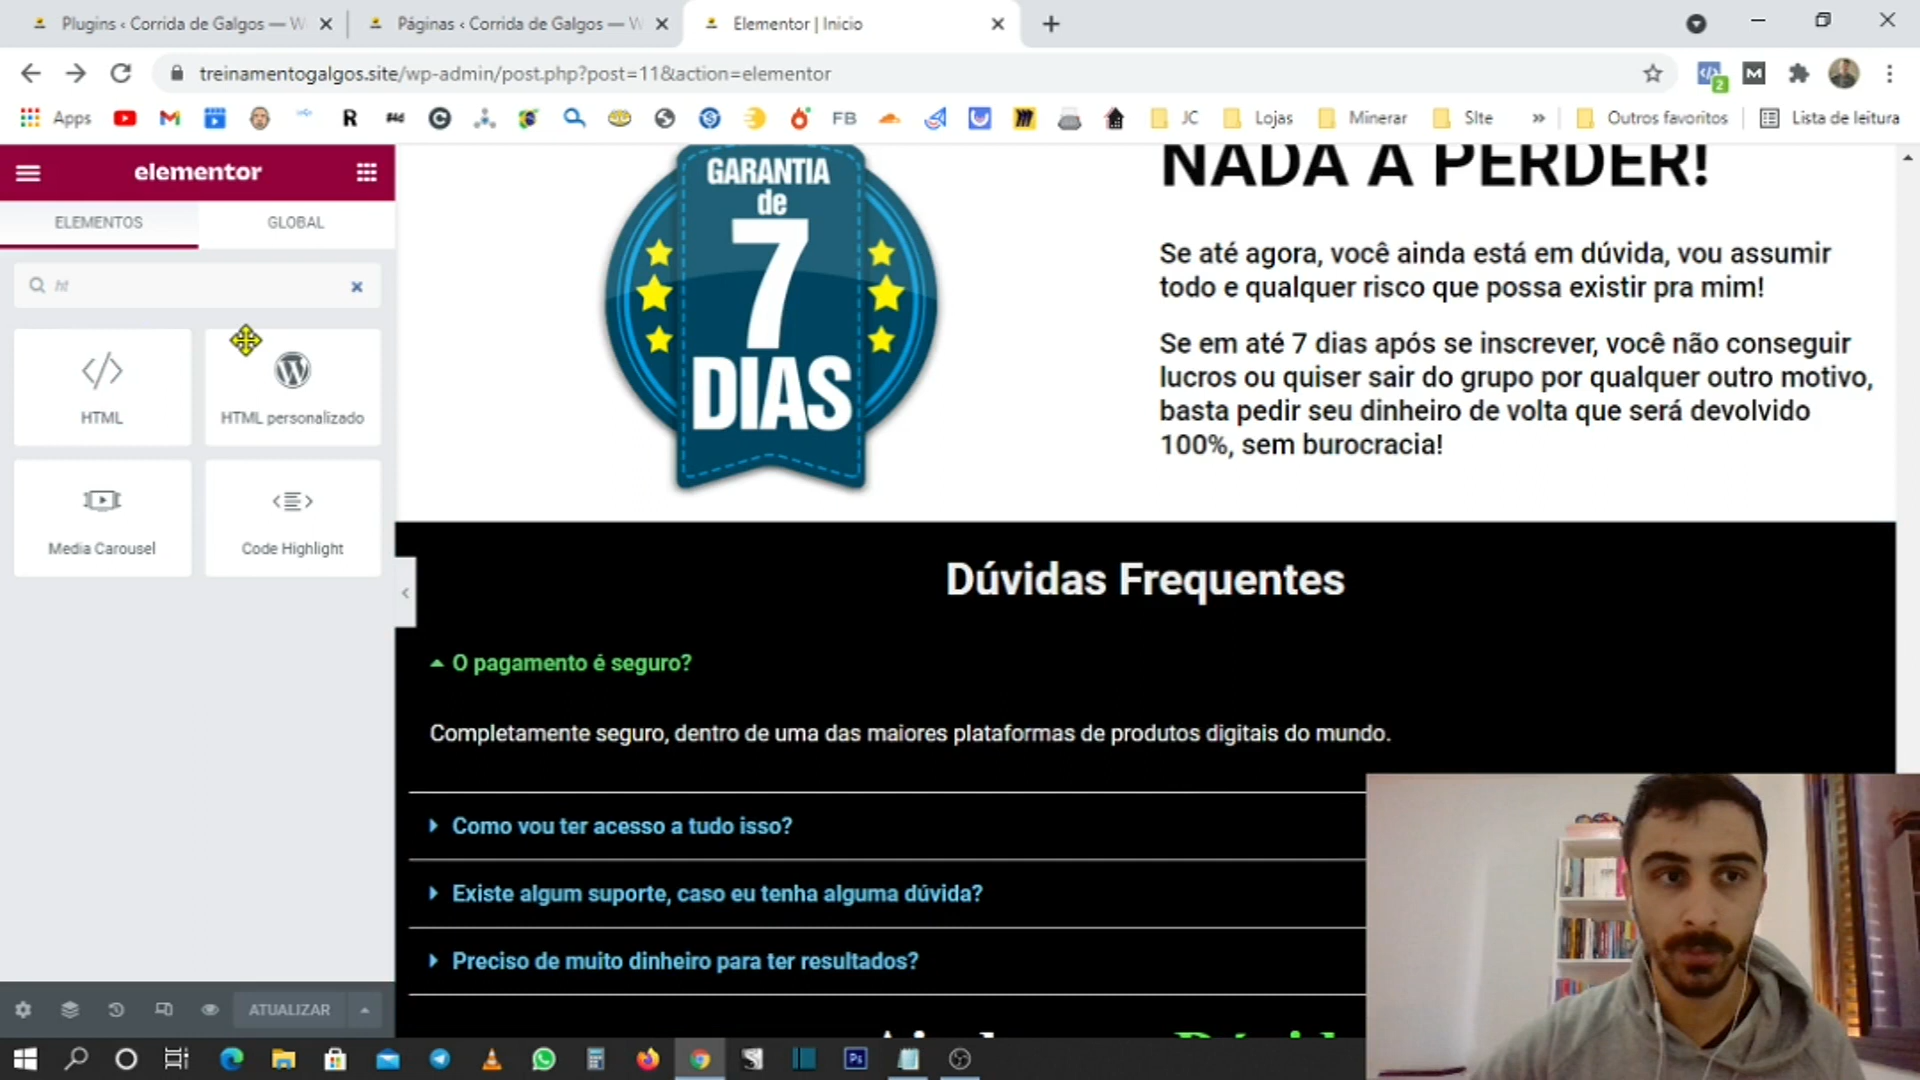 Plugins ‹ Corrida de Galgos — W
Páginas ‹ Corrida de Galgos — W
Elementor | Inicio
treinamentogalgos.site/wp-admin/post.php?post=11&action=elementor
2
M
Apps
R
FB
JC
Lojas
Minerar
SIte
»
Outros favoritos
Lista de leitura
elementor
ELEMENTOS
GLOBAL
ht
HTML
HTML personalizado
Media Carousel
Code Highlight
ATUALIZAR
GARANTIA
de
7
DIAS
NADA A PERDER!
Se até agora, você ainda está em dúvida, vou assumir
todo e qualquer risco que possa existir pra mim!
Se em até 7 dias após se inscrever, você não conseguir
lucros ou quiser sair do grupo por qualquer outro motivo,
basta pedir seu dinheiro de volta que será devolvido
100%, sem burocracia!
Dúvidas Frequentes
O pagamento é seguro?
Completamente seguro, dentro de uma das maiores plataformas de produtos digitais do mundo.
Como vou ter acesso a tudo isso?
Existe algum suporte, caso eu tenha alguma dúvida?
Preciso de muito dinheiro para ter resultados?
Ps